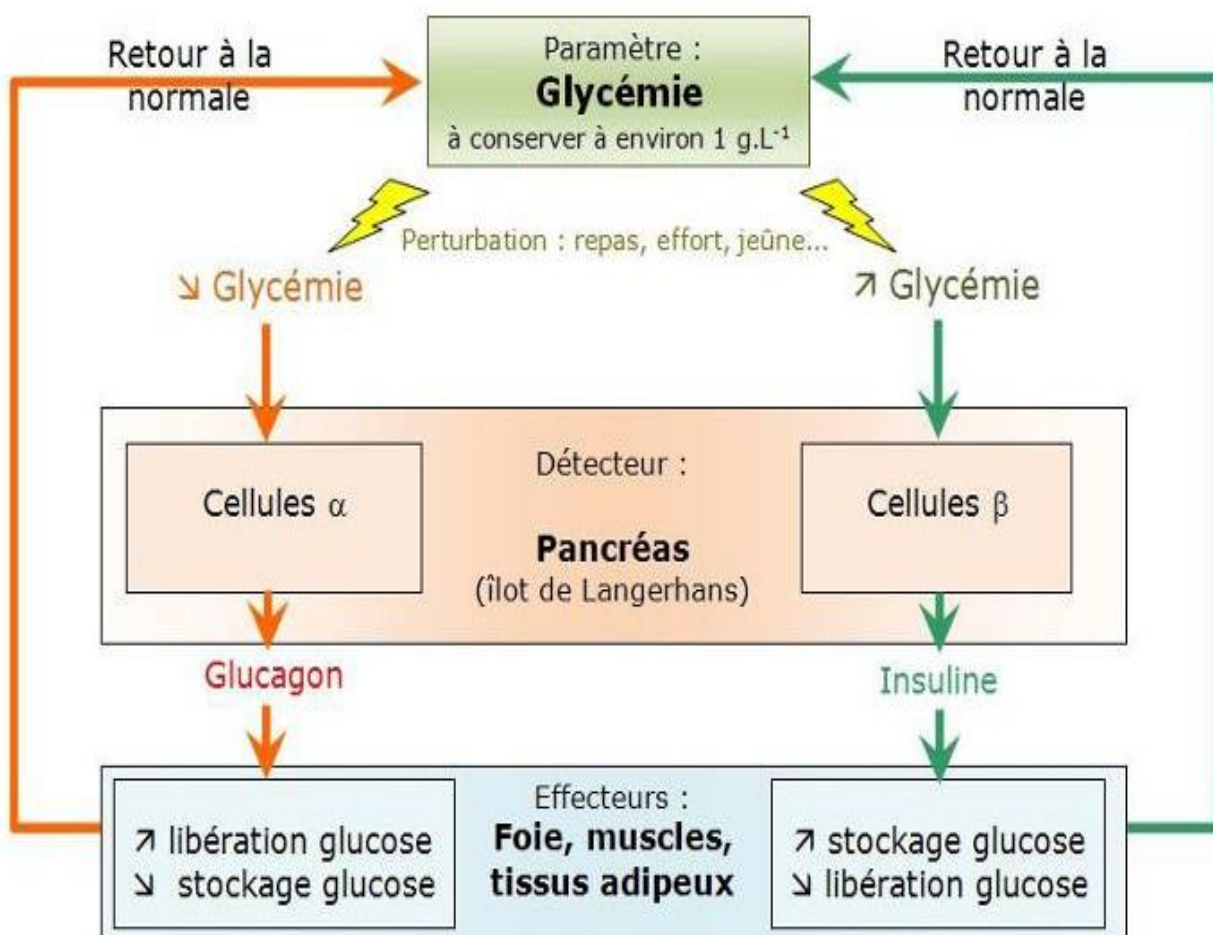 Retour à la
normale
Paramètre :
Glycémie
à conserver à environ 1 g.L⁻¹
Retour à la
normale
Perturbation : repas, effort, jeûne...
↘ Glycémie
↗ Glycémie
Cellules α
Détecteur :
Pancréas
(îlot de Langerhans)
Cellules β
Glucagon
Insuline
↗ libération glucose
↘ stockage glucose
Effecteurs :
Foie, muscles,
tissus adipeux
↗ stockage glucose
↘ libération glucose